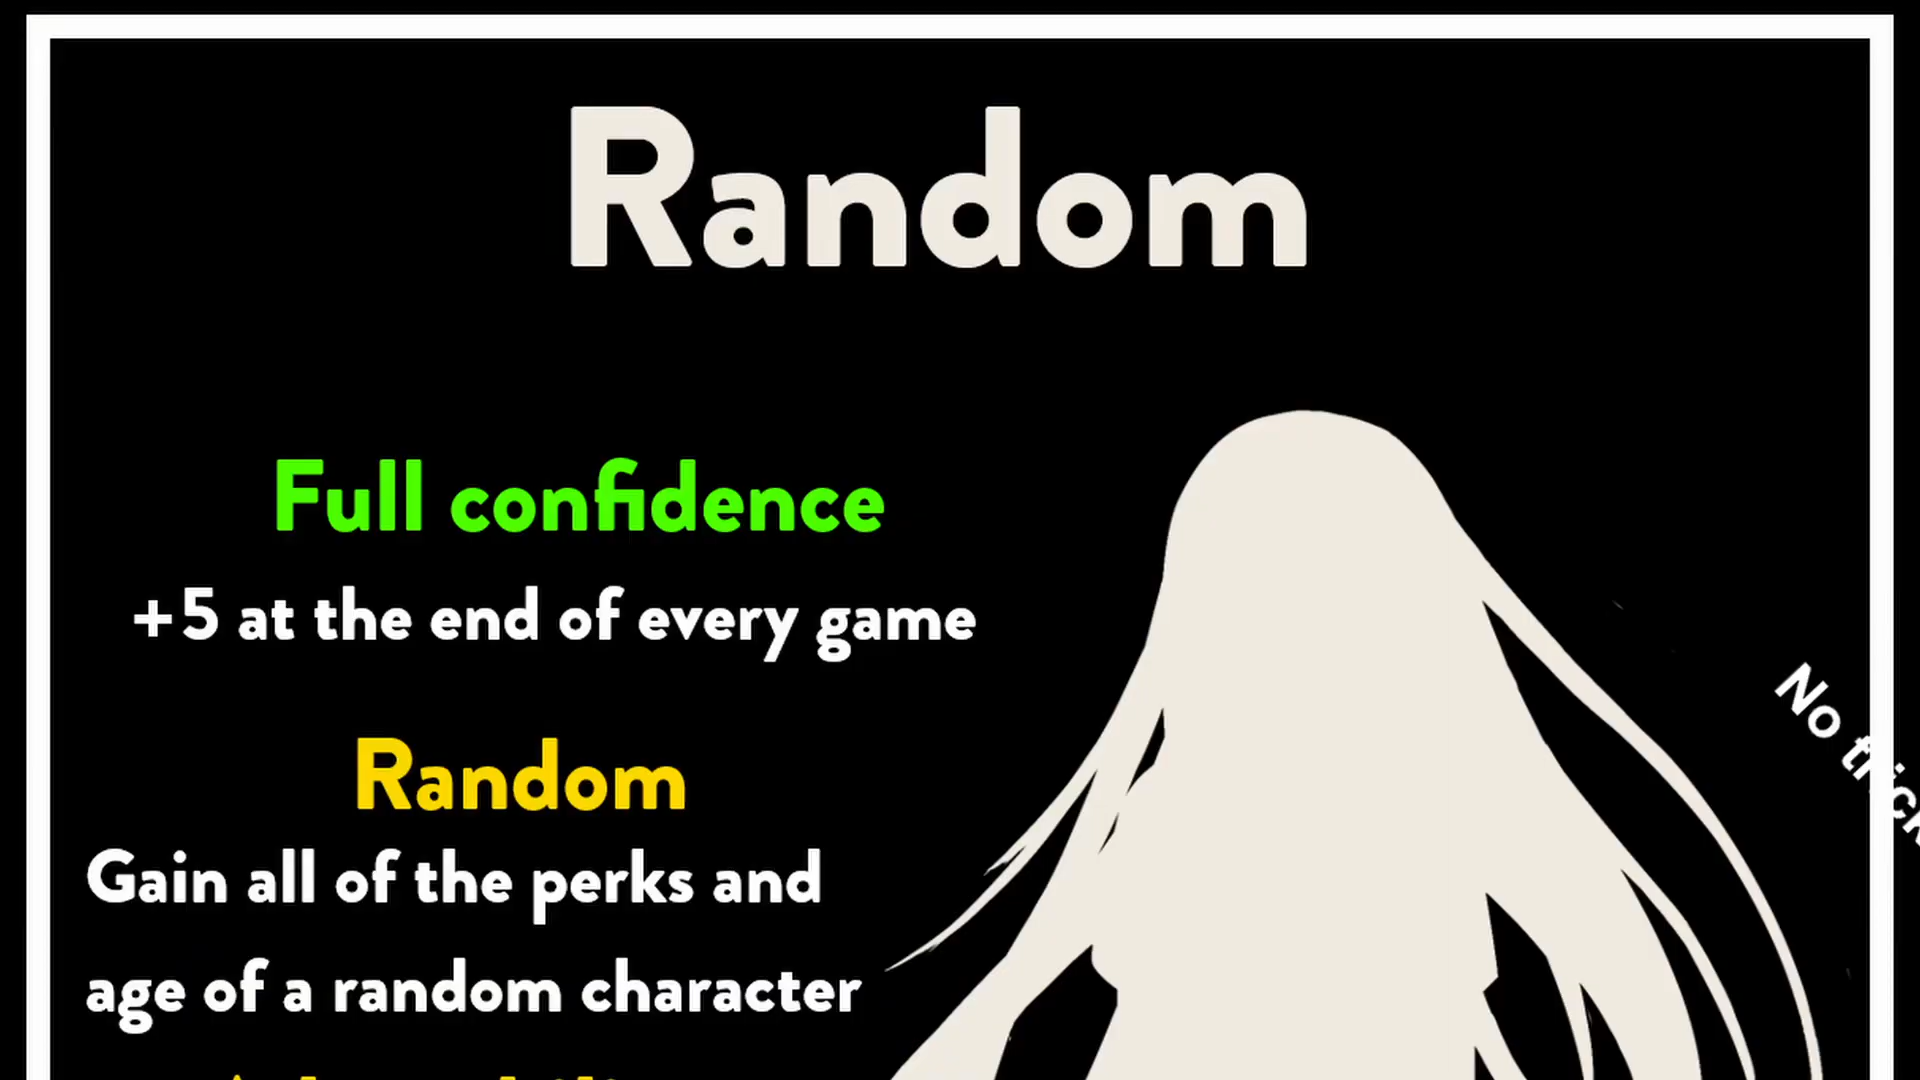 Random
Full confidence
+5 at the end of every game
Random
Gain all of the perks and
age of a random character
No